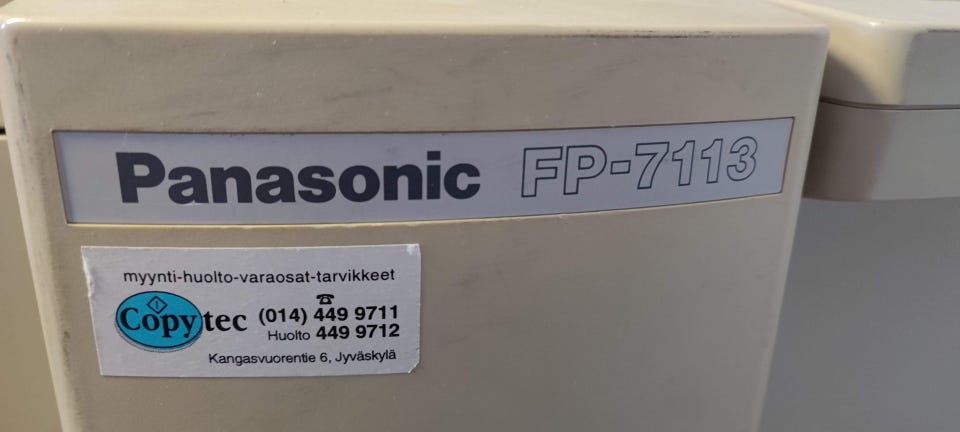 Panasonic FP-7113
myynti-huolto-varaosat-tarvikkeet
☎
Copytec (014) 449 9711
Huolto 449 9712
Kangasvuorentie 6, Jyväskylä